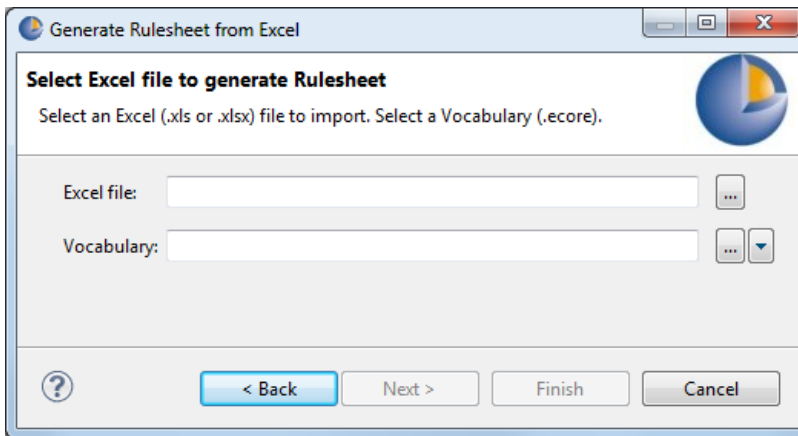 Generate Rulesheet from Excel
Select Excel file to generate Rulesheet
Select an Excel (.xls or .xlsx) file to import. Select a Vocabulary (.ecore).
Excel file:
...
Vocabulary:
...
?
< Back
Next >
Finish
Cancel